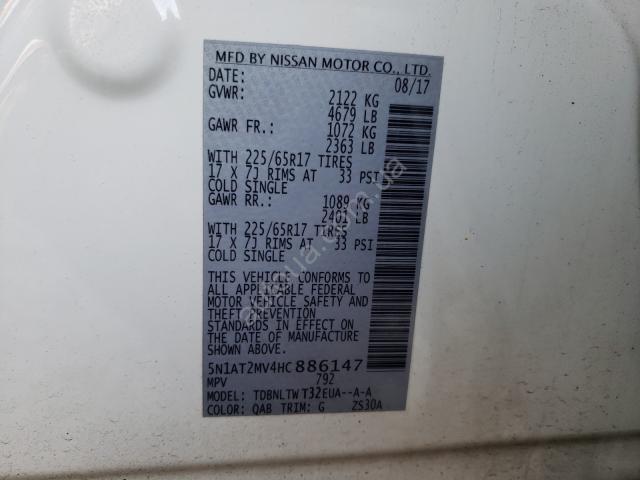 MFD BY NISSAN MOTOR CO., LTD.
DATE: 08/17
GVWR: 2122 KG
4679 LB
GAWR FR.: 1072 KG
2363 LB
WITH 225/65R17 TIRES
17 X 7J RIMS AT 33 PSI
COLD SINGLE
GAWR RR.: 1089 KG
2401 LB
WITH 225/65R17 TIRES
17 X 7J RIMS AT 33 PSI
COLD SINGLE
THIS VEHICLE CONFORMS TO
ALL APPLICABLE FEDERAL
MOTOR VEHICLE SAFETY AND
THEFT PREVENTION
STANDARDS IN EFFECT ON
THE DATE OF MANUFACTURE
SHOWN ABOVE.
5N1AT2MV4HC886147
MPV 792
MODEL: TDBNLTWT32EUA--A-A
COLOR: QAB TRIM: G ZS30A